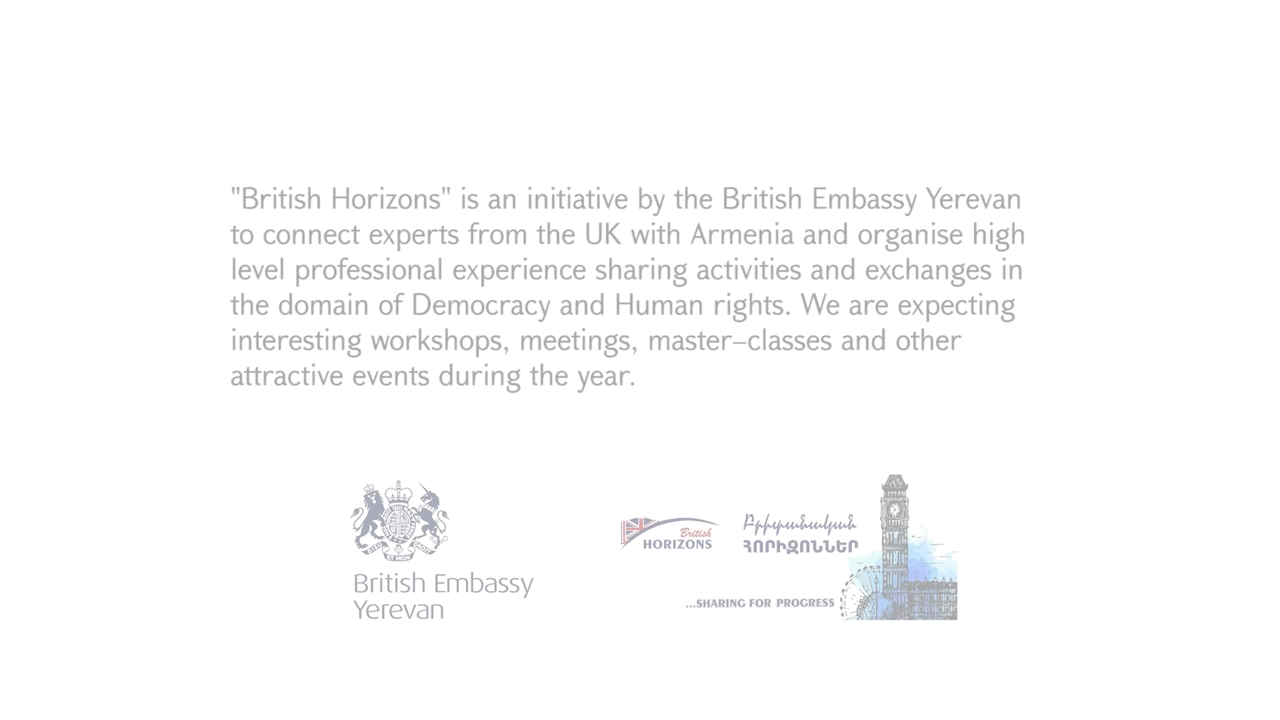 "British Horizons" is an initiative by the British Embassy Yerevan
to connect experts from the UK with Armenia and organise high
level professional experience sharing activities and exchanges in
the domain of Democracy and Human rights. We are expecting
interesting workshops, meetings, master–classes and other
attractive events during the year.
British Embassy
Yerevan
British
HORIZONS
Բրիտանական
ՀՈՐԻԶՈՆՆԵՐ
...SHARING FOR PROGRESS